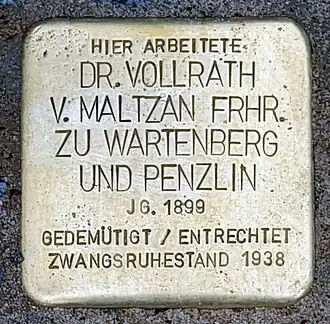 HIER ARBEITETE
DR. VOLLRATH
V. MALTZAN FRHR.
ZU WARTENBERG
UND PENZLIN
JG. 1899
GEDEMÜTIGT / ENTRECHTET
ZWANGSRUHESTAND 1938